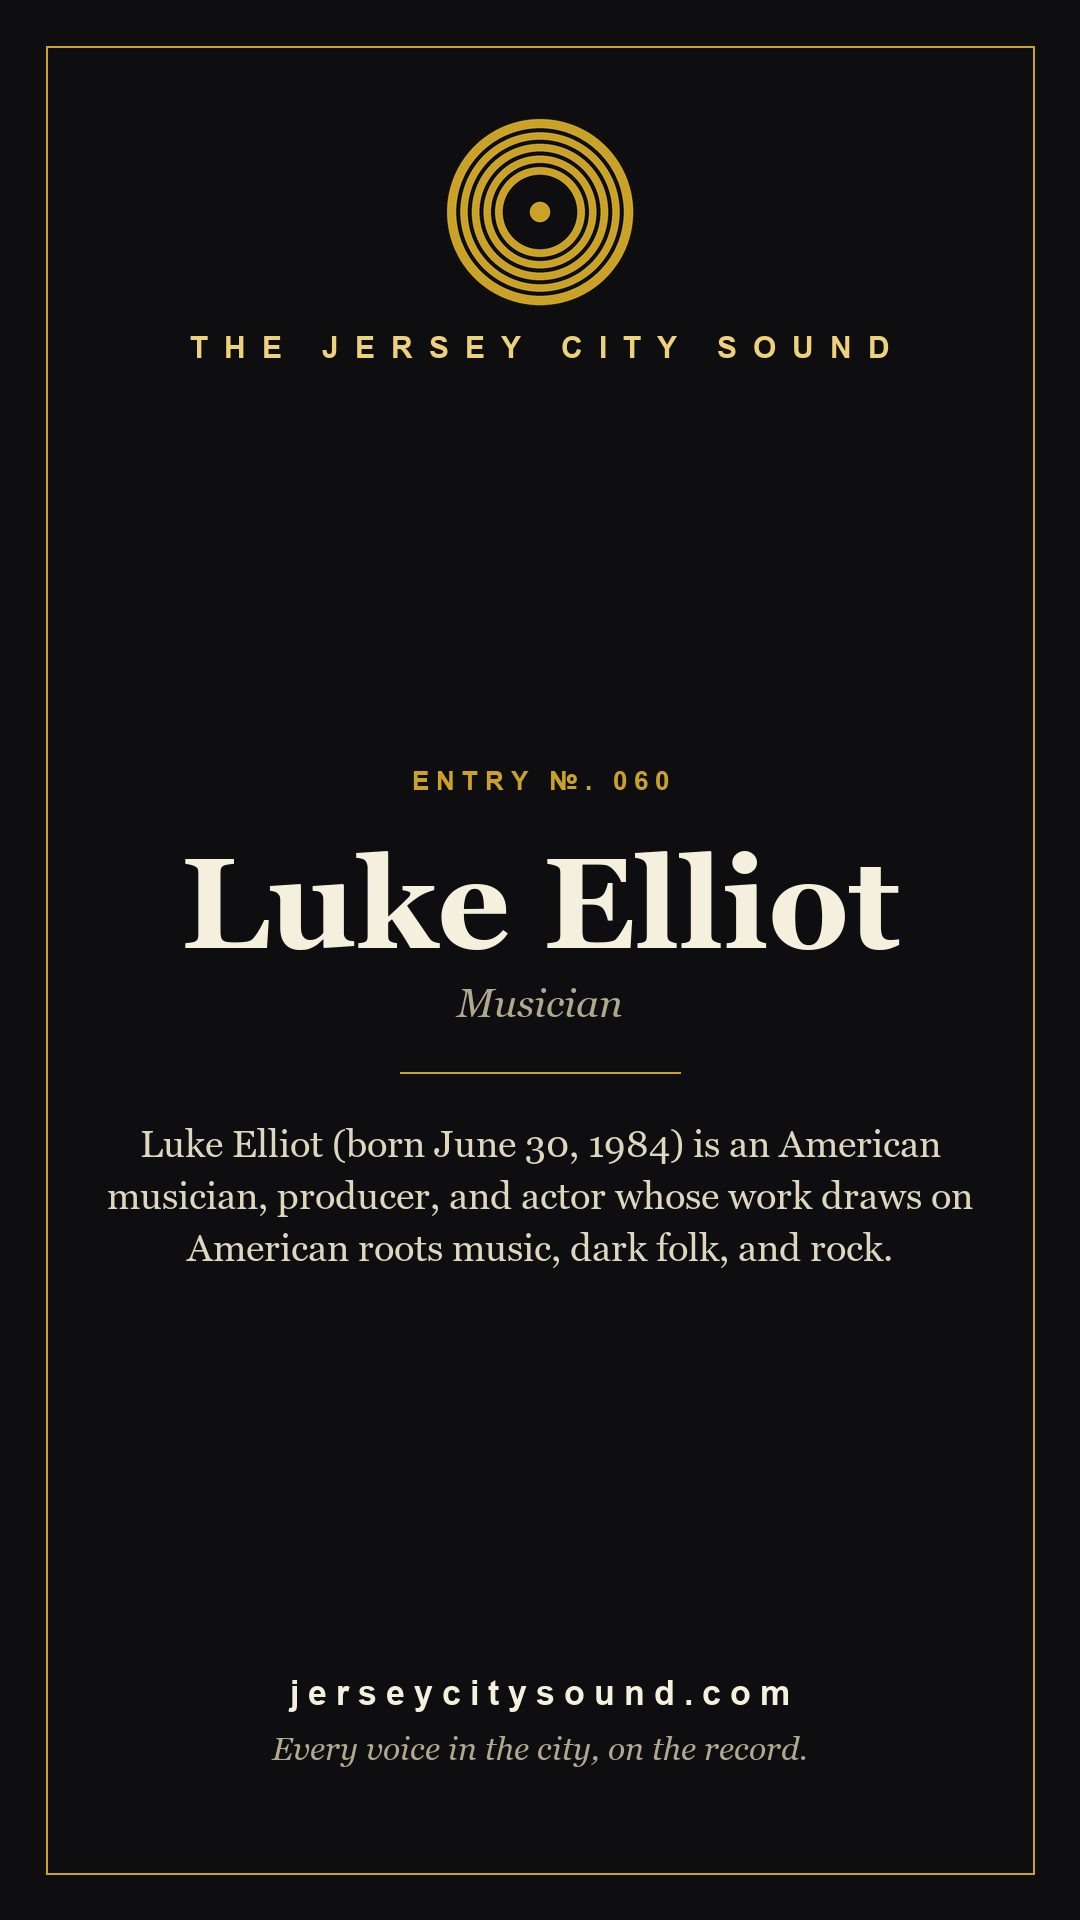 THE JERSEY CITY SOUND
ENTRY №. 060
Luke Elliot
Musician
Luke Elliot (born June 30, 1984) is an American
musician, producer, and actor whose work draws on
American roots music, dark folk, and rock.
jerseycitysound.com
Every voice in the city, on the record.